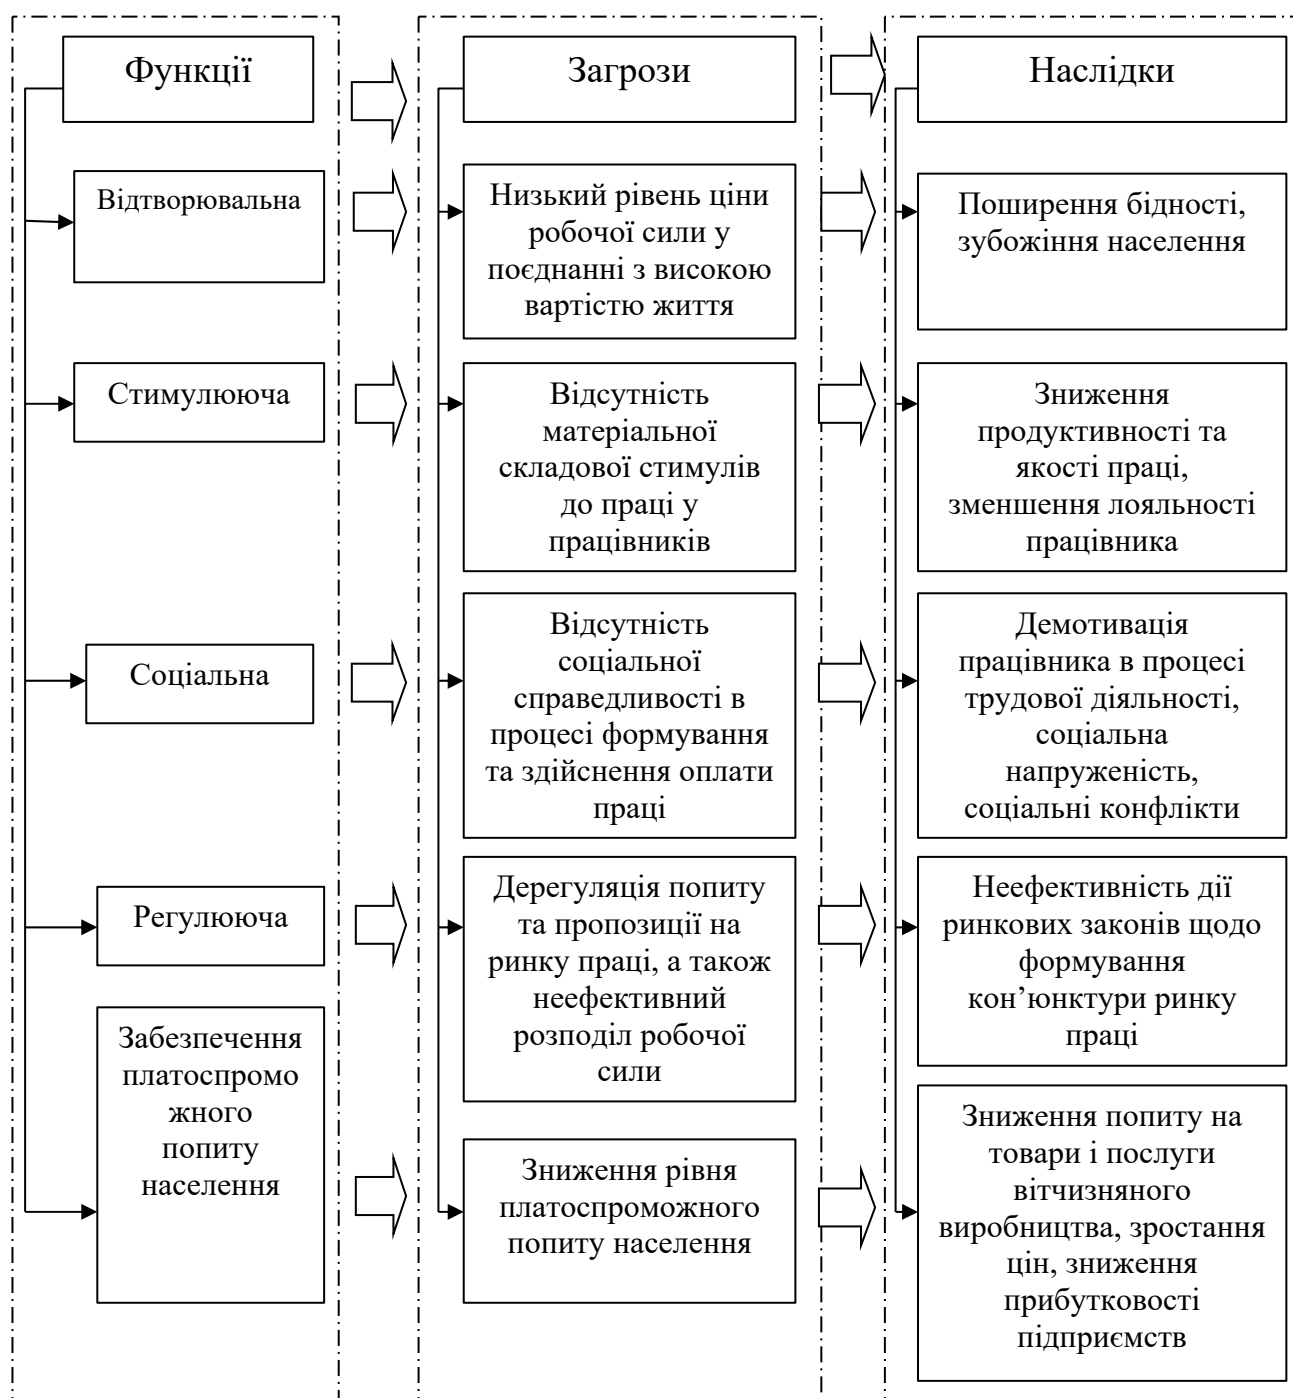 Функції
Загрози
Наслідки
Відтворювальна
Низький рівень ціни
робочої сили у
поєднанні з високою
вартістю життя
Поширення бідності,
зубожіння населення
Стимулююча
Відсутність
матеріальної
складової стимулів
до праці у
працівників
Зниження
продуктивності та
якості праці,
зменшення лояльності
працівника
Соціальна
Відсутність
соціальної
справедливості в
процесі формування
та здійснення оплати
праці
Демотивація
працівника в процесі
трудової діяльності,
соціальна
напруженість,
соціальні конфлікти
Регулююча
Дерегуляція попиту
та пропозиції на
ринку праці, а також
неефективний
розподіл робочої
сили
Неефективність дії
ринкових законів щодо
формування
кон’юнктури ринку
праці
Забезпечення
платоспромо
жного
попиту
населення
Зниження рівня
платоспроможного
попиту населення
Зниження попиту на
товари і послуги
вітчизняного
виробництва, зростання
цін, зниження
прибутковості
підприємств